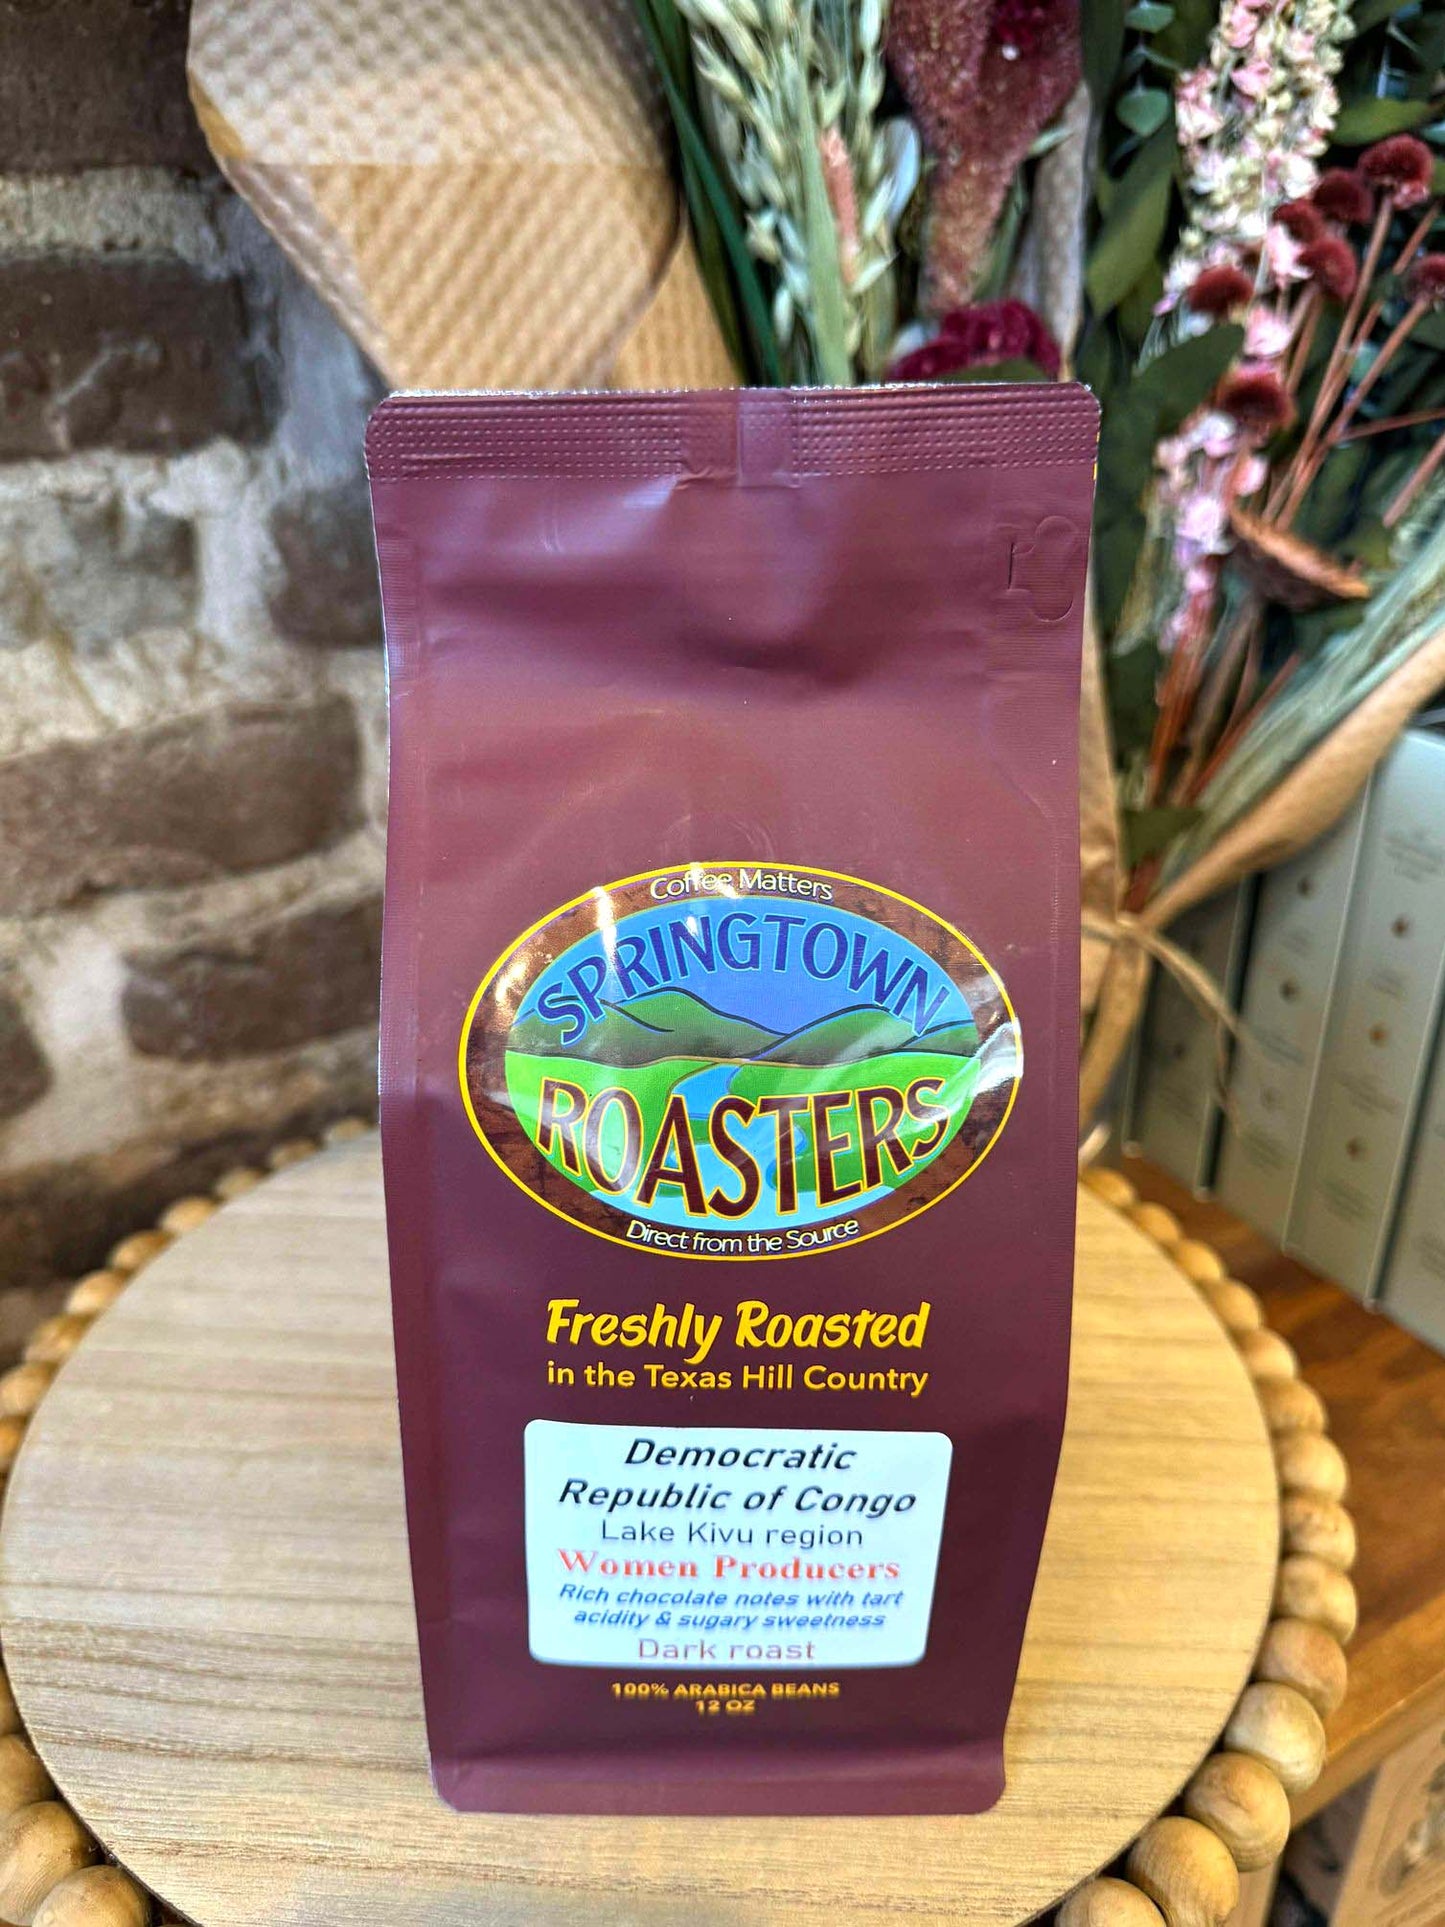 Coffee Matters
SPRINGTOWN
ROASTERS
Direct from the Source
Freshly Roasted
in the Texas Hill Country
Democratic
Republic of Congo
Lake Kivu region
Women Producers
Rich chocolate notes with tart
acidity & sugary sweetness
Dark roast
100% ARABICA BEANS
12 OZ